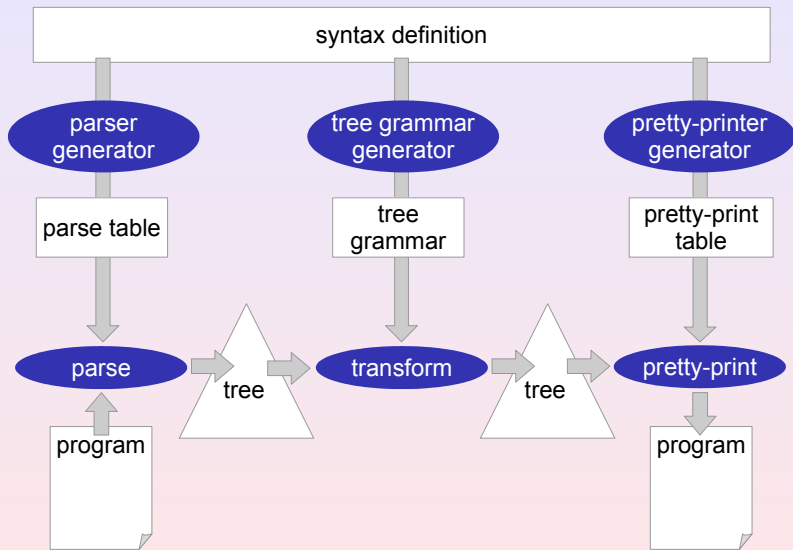 syntax definition
parser
generator
tree grammar
generator
pretty-printer
generator
parse table
tree
grammar
pretty-print
table
parse
tree
transform
tree
pretty-print
program
program